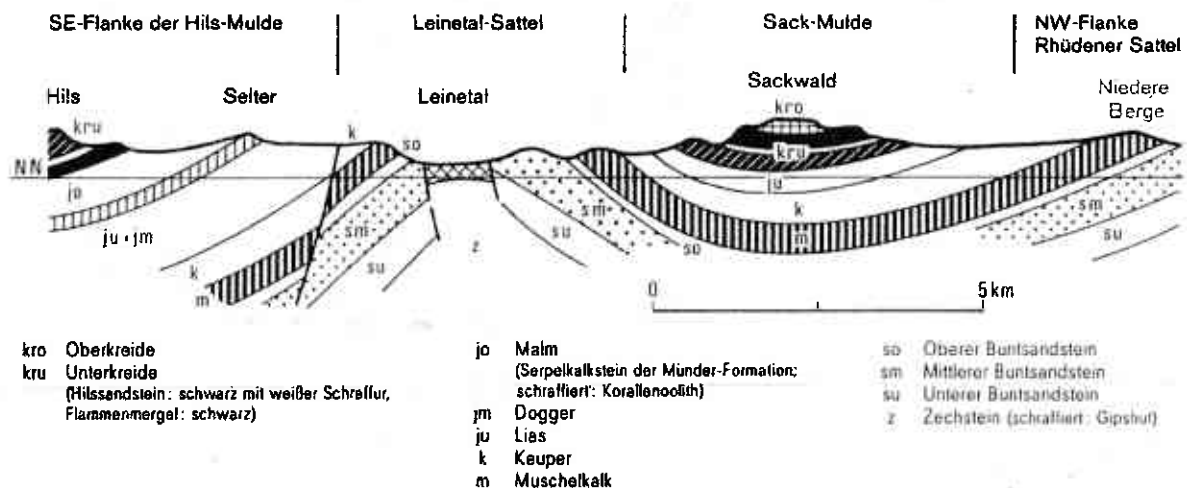 SE-Flanke der Hils-Mulde
Leinetal-Sattel
Sack-Mulde
NW-Flanke
Rhüdener Sattel
Hils
Selter
Leinetal
Sackwald
Niedere
Berge
kru
k
so
kro
kru
NN
jo
ju
ju+jm
k
sm
m
sm
su
z
su
sm
so
k
m
su
0
5 km
kro Oberkreide
kru Unterkreide
(Hilssandstein: schwarz mit weißer Schraffur,
Flammenmergel: schwarz)
jo Malm
(Serpelkalkstein der Münder-Formation;
schraffiert: Korallenoolith)
jm Dogger
ju Lias
k Keuper
m Muschelkalk
so Oberer Buntsandstein
sm Mittlerer Buntsandstein
su Unterer Buntsandstein
z Zechstein (schraffiert: Gipshut)